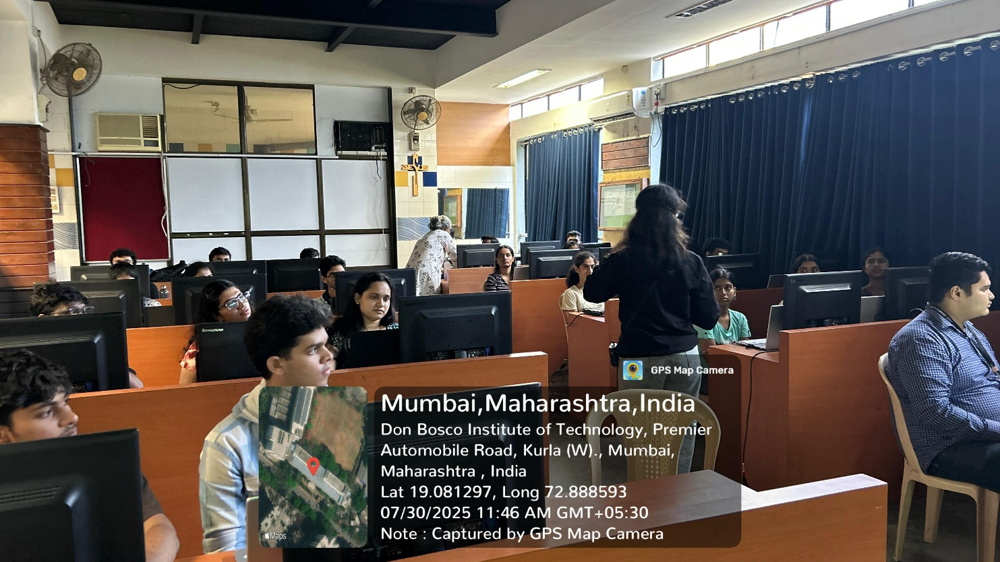 JESUS
Lenovo
lenovo
GPS Map Camera
Mumbai,Maharashtra,India
Don Bosco Institute of Technology, Premier
Automobile Road, Kurla (W)., Mumbai,
Maharashtra , India
Lat 19.081297, Long 72.888593
07/30/2025 11:46 AM GMT+05:30
Note : Captured by GPS Map Camera
Maps